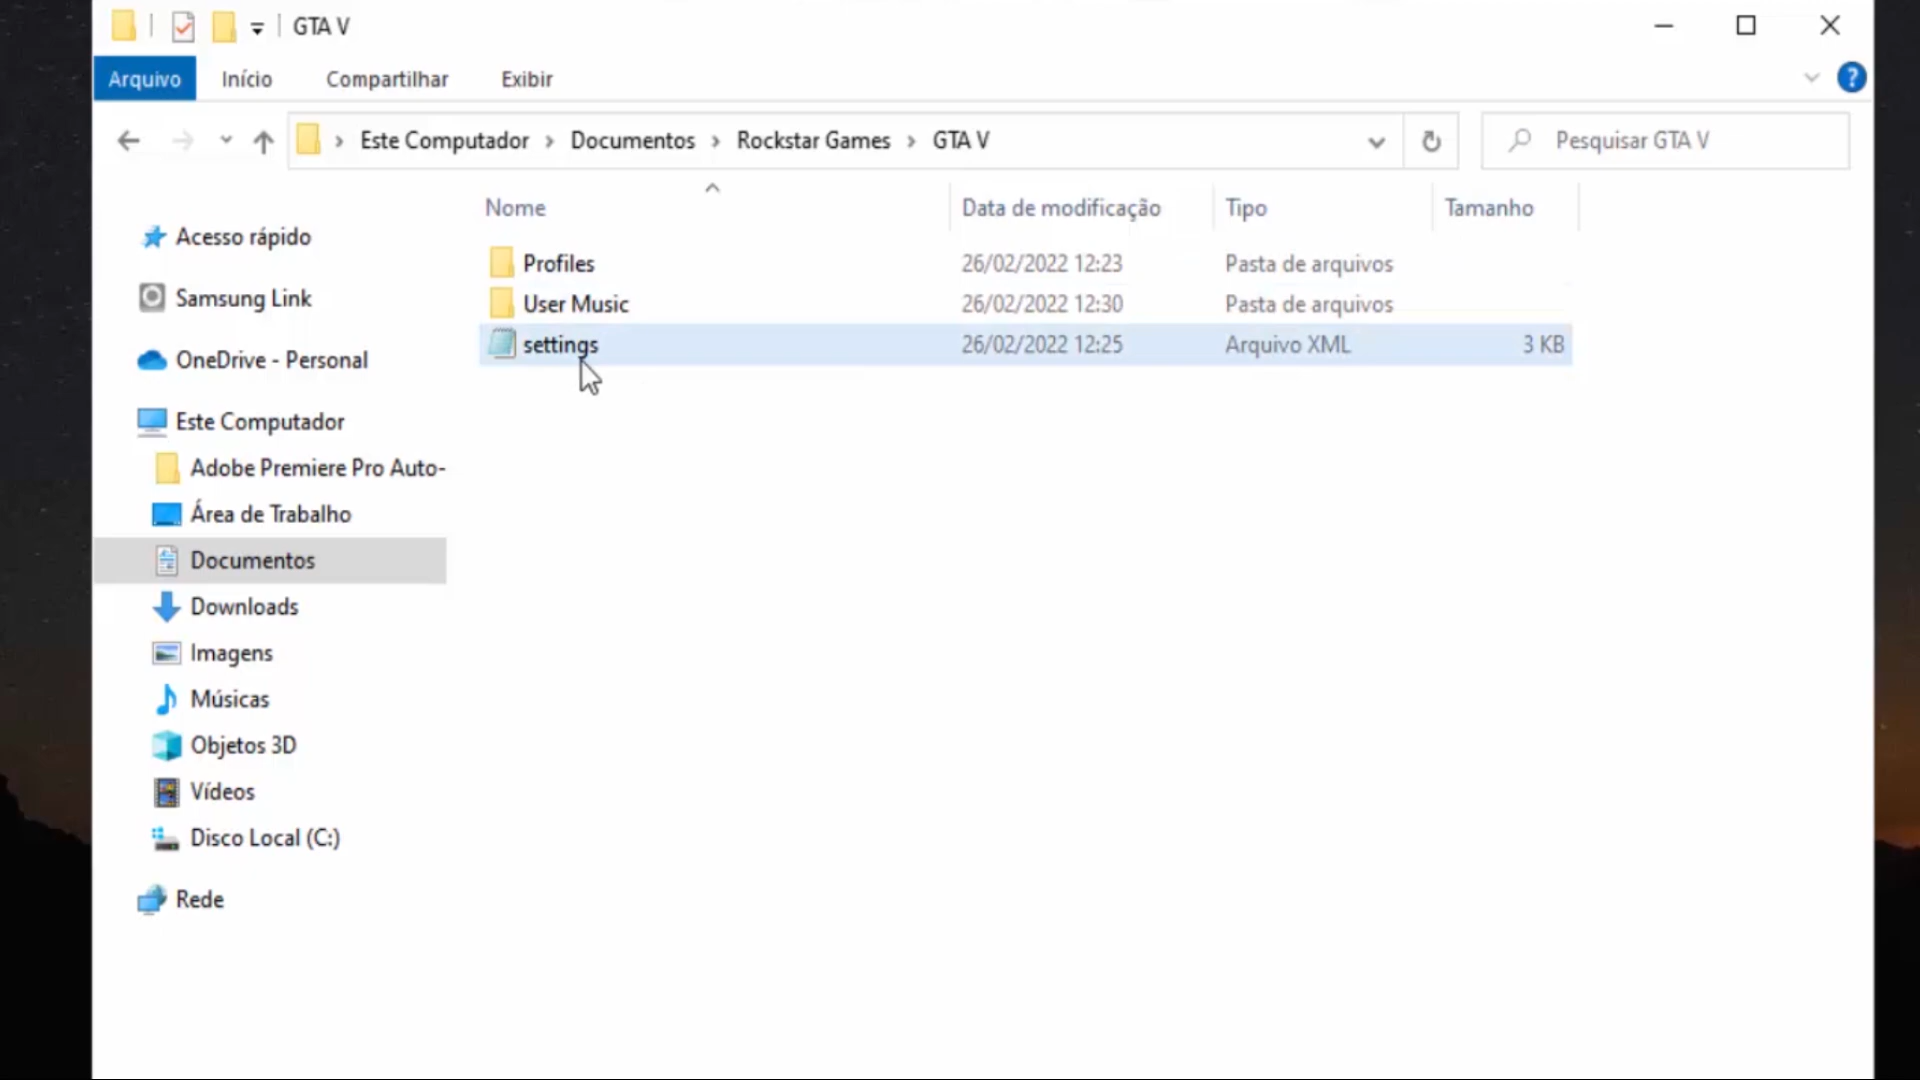 GTA V
Arquivo Início Compartilhar Exibir ?
Este Computador Documentos Rockstar Games GTA V Pesquisar GTA V
Nome Data de modificação Tipo Tamanho
Profiles 26/02/2022 12:23 Pasta de arquivos
User Music 26/02/2022 12:30 Pasta de arquivos
settings 26/02/2022 12:25 Arquivo XML 3 KB
Acesso rápido
Samsung Link
OneDrive - Personal
Este Computador
Adobe Premiere Pro Auto-
Área de Trabalho
Documentos
Downloads
Imagens
Músicas
Objetos 3D
Vídeos
Disco Local (C:)
Rede